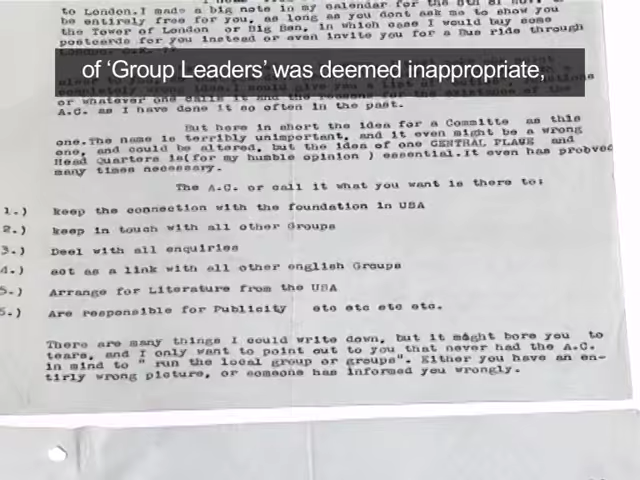 to London.I made a big note in my calendar for the 8th of Nov.
be entirely free for you, as long as you dont ask me to show you
the Tower of London or Big Ben, in which case I would buy some
postcards for you instead or even invite you for a Bus ride through
of ‘Group Leaders’ was deemed inappropriate,
or whatever one calls it and the reasons for the existance of the
A.C. as I have done it so often in the past.
But here in short the idea for a Committe as this
one.The name is terribly unimportant, and it even might be a wrong
one, and could be altered, but the idea of one CENTRAL PLACE and
Head Quarters is(for my humble opinion ) essential.It even has probved
many times necessary.
The A.C. or call it what you want is there to:
1.) keep the connection with the foundation in USA
2.) keep in touch with all other Groups
3.) Deel with all enquiries
4.) act as a link with all other english Groups
5.) Arrange for Literature from the USA
6.) Are responsible for Publicity etc etc etc etc.
There are many things I could write down, but it might bore you to
tears, and I only want to point out to you that never had the A.C.
in mind to " run the local group or groups". Either you have an en-
tirly wrong picture, or someone has informed you wrongly.